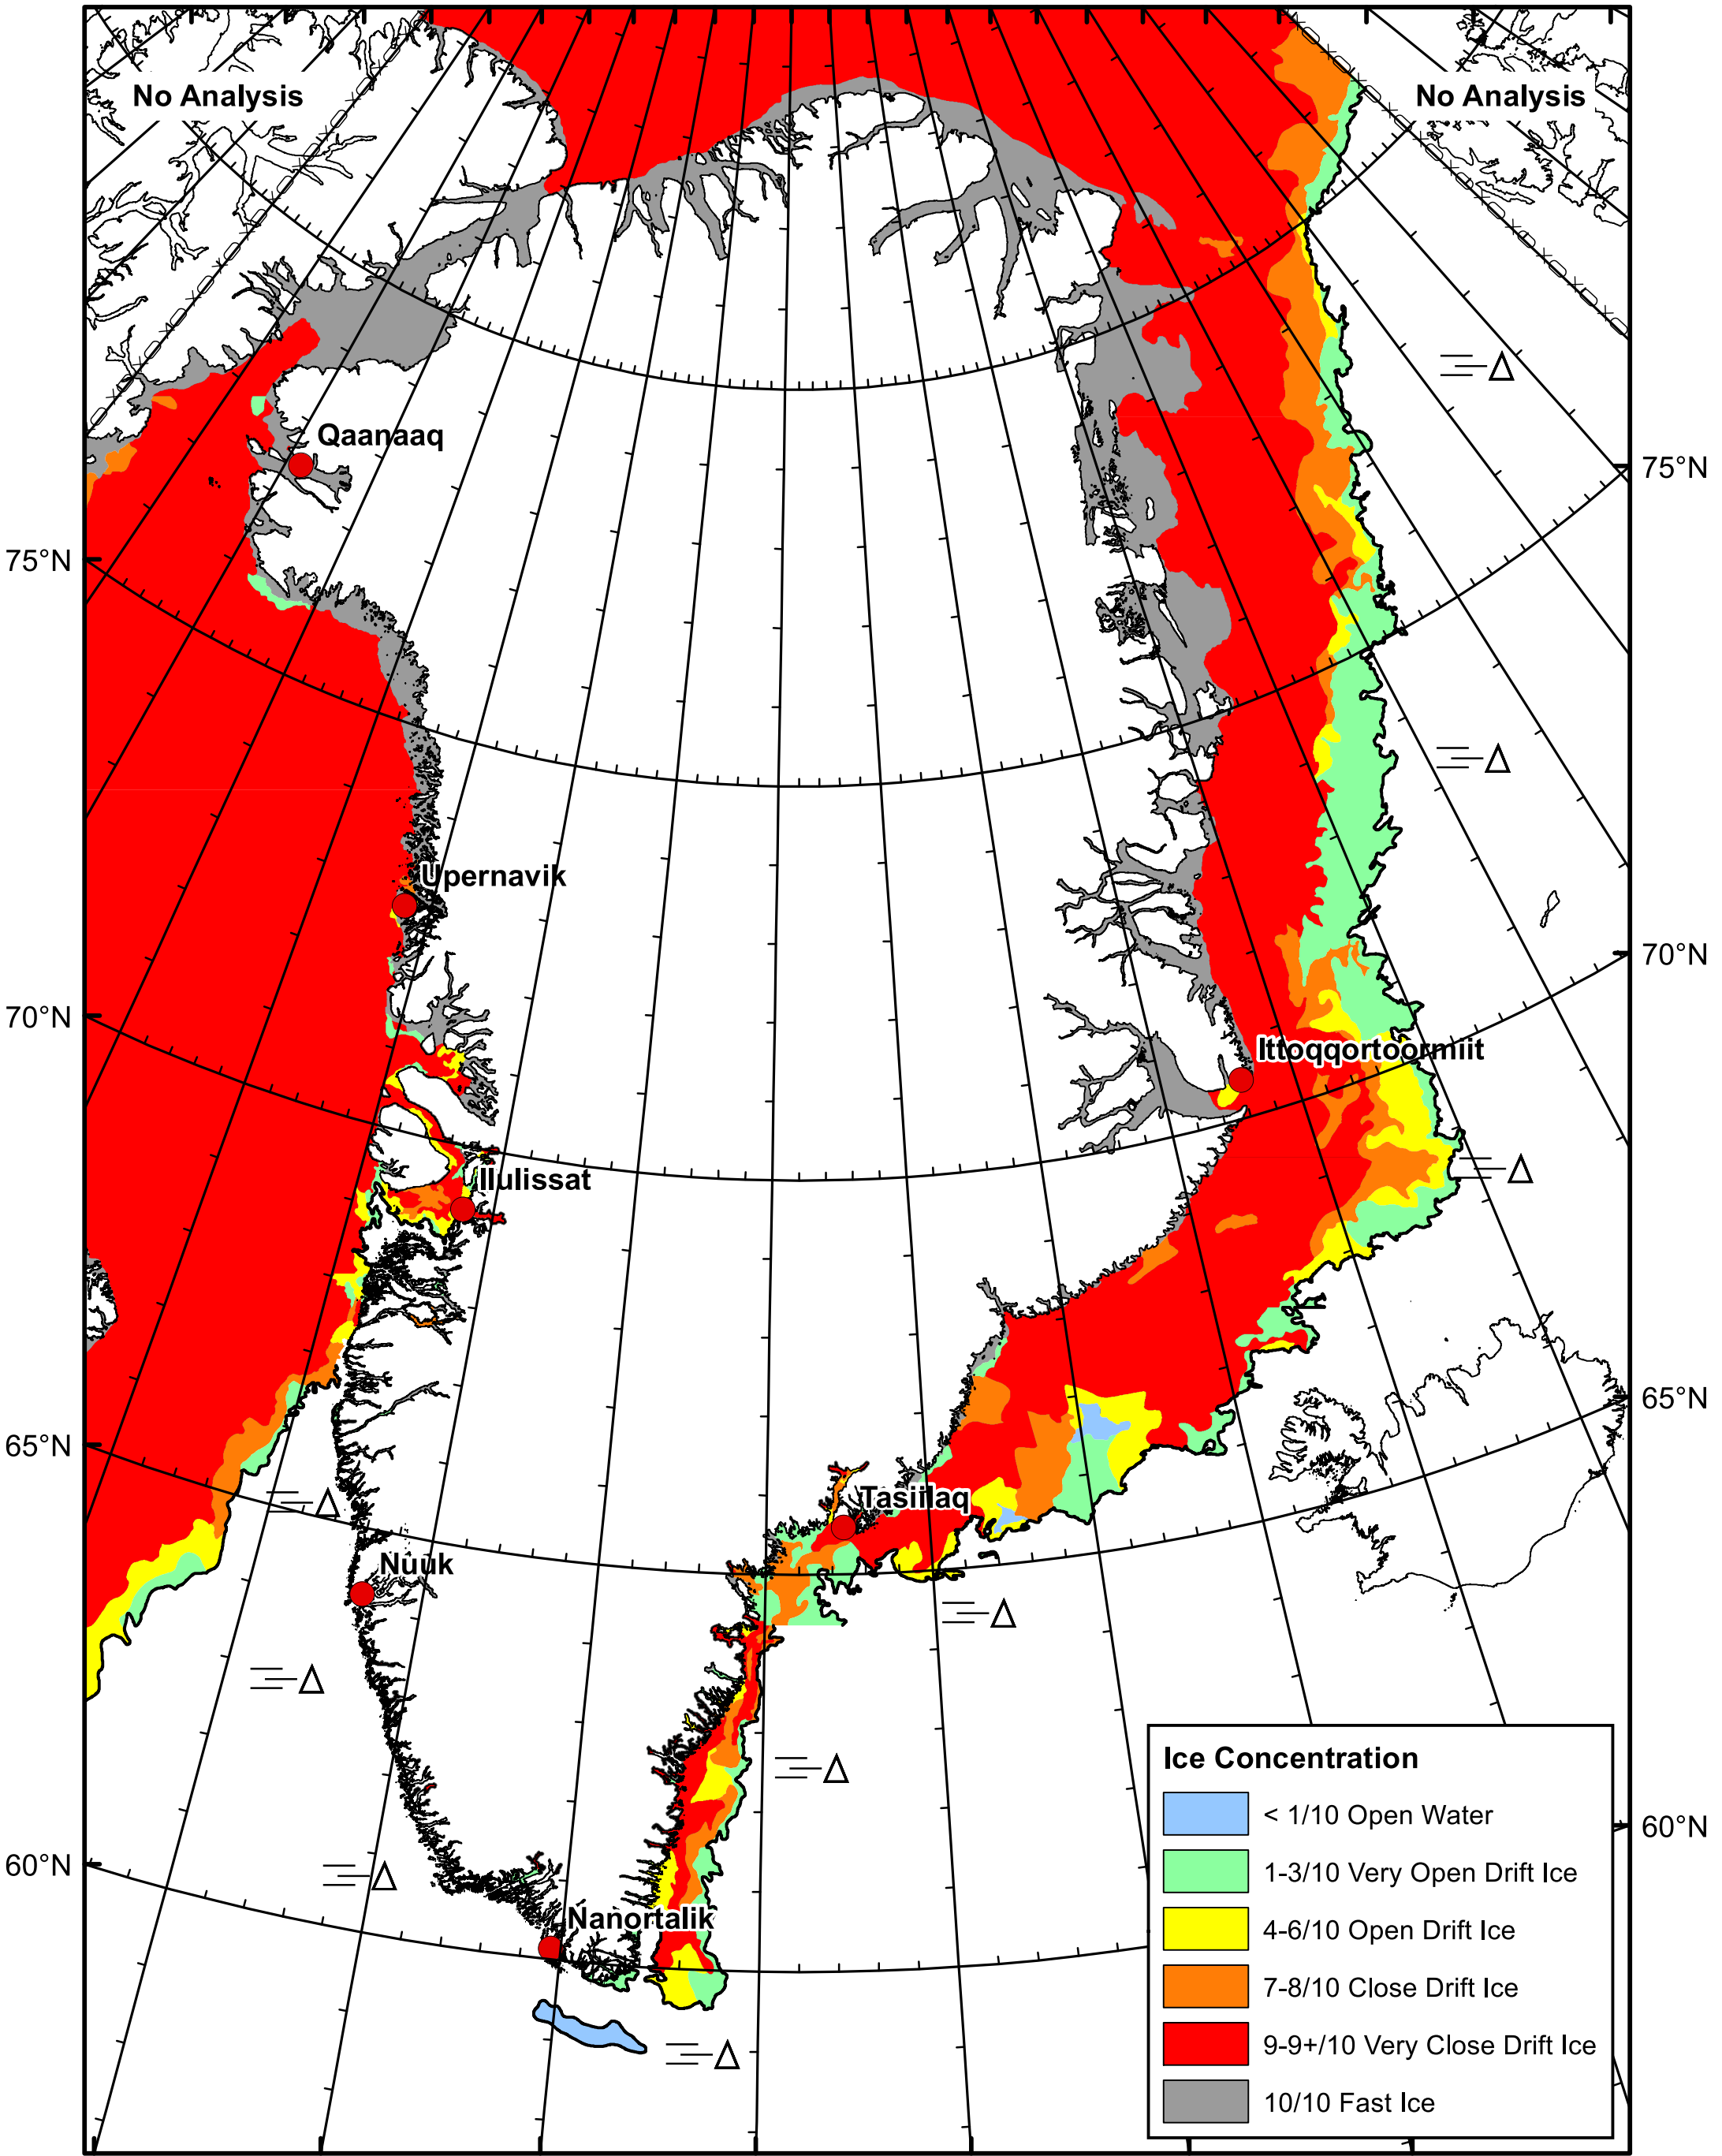 No Analysis
No Analysis
Qaanaaq
75°N
75°N
Upernavik
70°N
70°N
Ittoqqortoormiit
Ilulissat
65°N
65°N
Tasiilaq
Nuuk
Ice Concentration
< 1/10 Open Water
60°N
1-3/10 Very Open Drift Ice
60°N
4-6/10 Open Drift Ice
Nanortalik
7-8/10 Close Drift Ice
9-9+/10 Very Close Drift Ice
10/10 Fast Ice